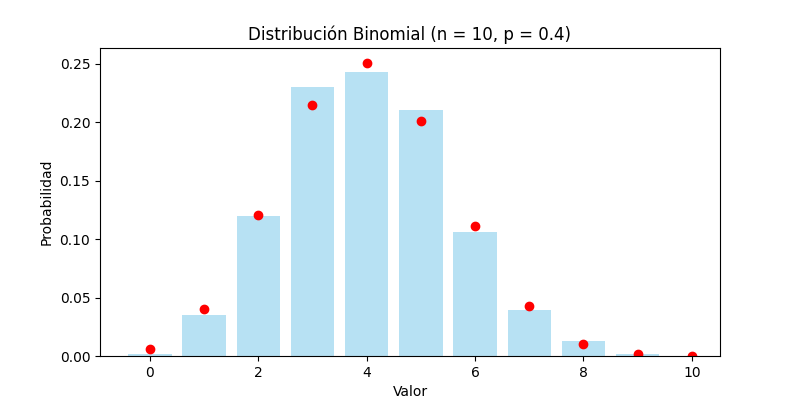 Distribución Binomial (n = 10, p = 0.4)
0.25
0.20
0.15
0.10
0.05
0.00
Probabilidad
0 2 4 6 8 10
Valor